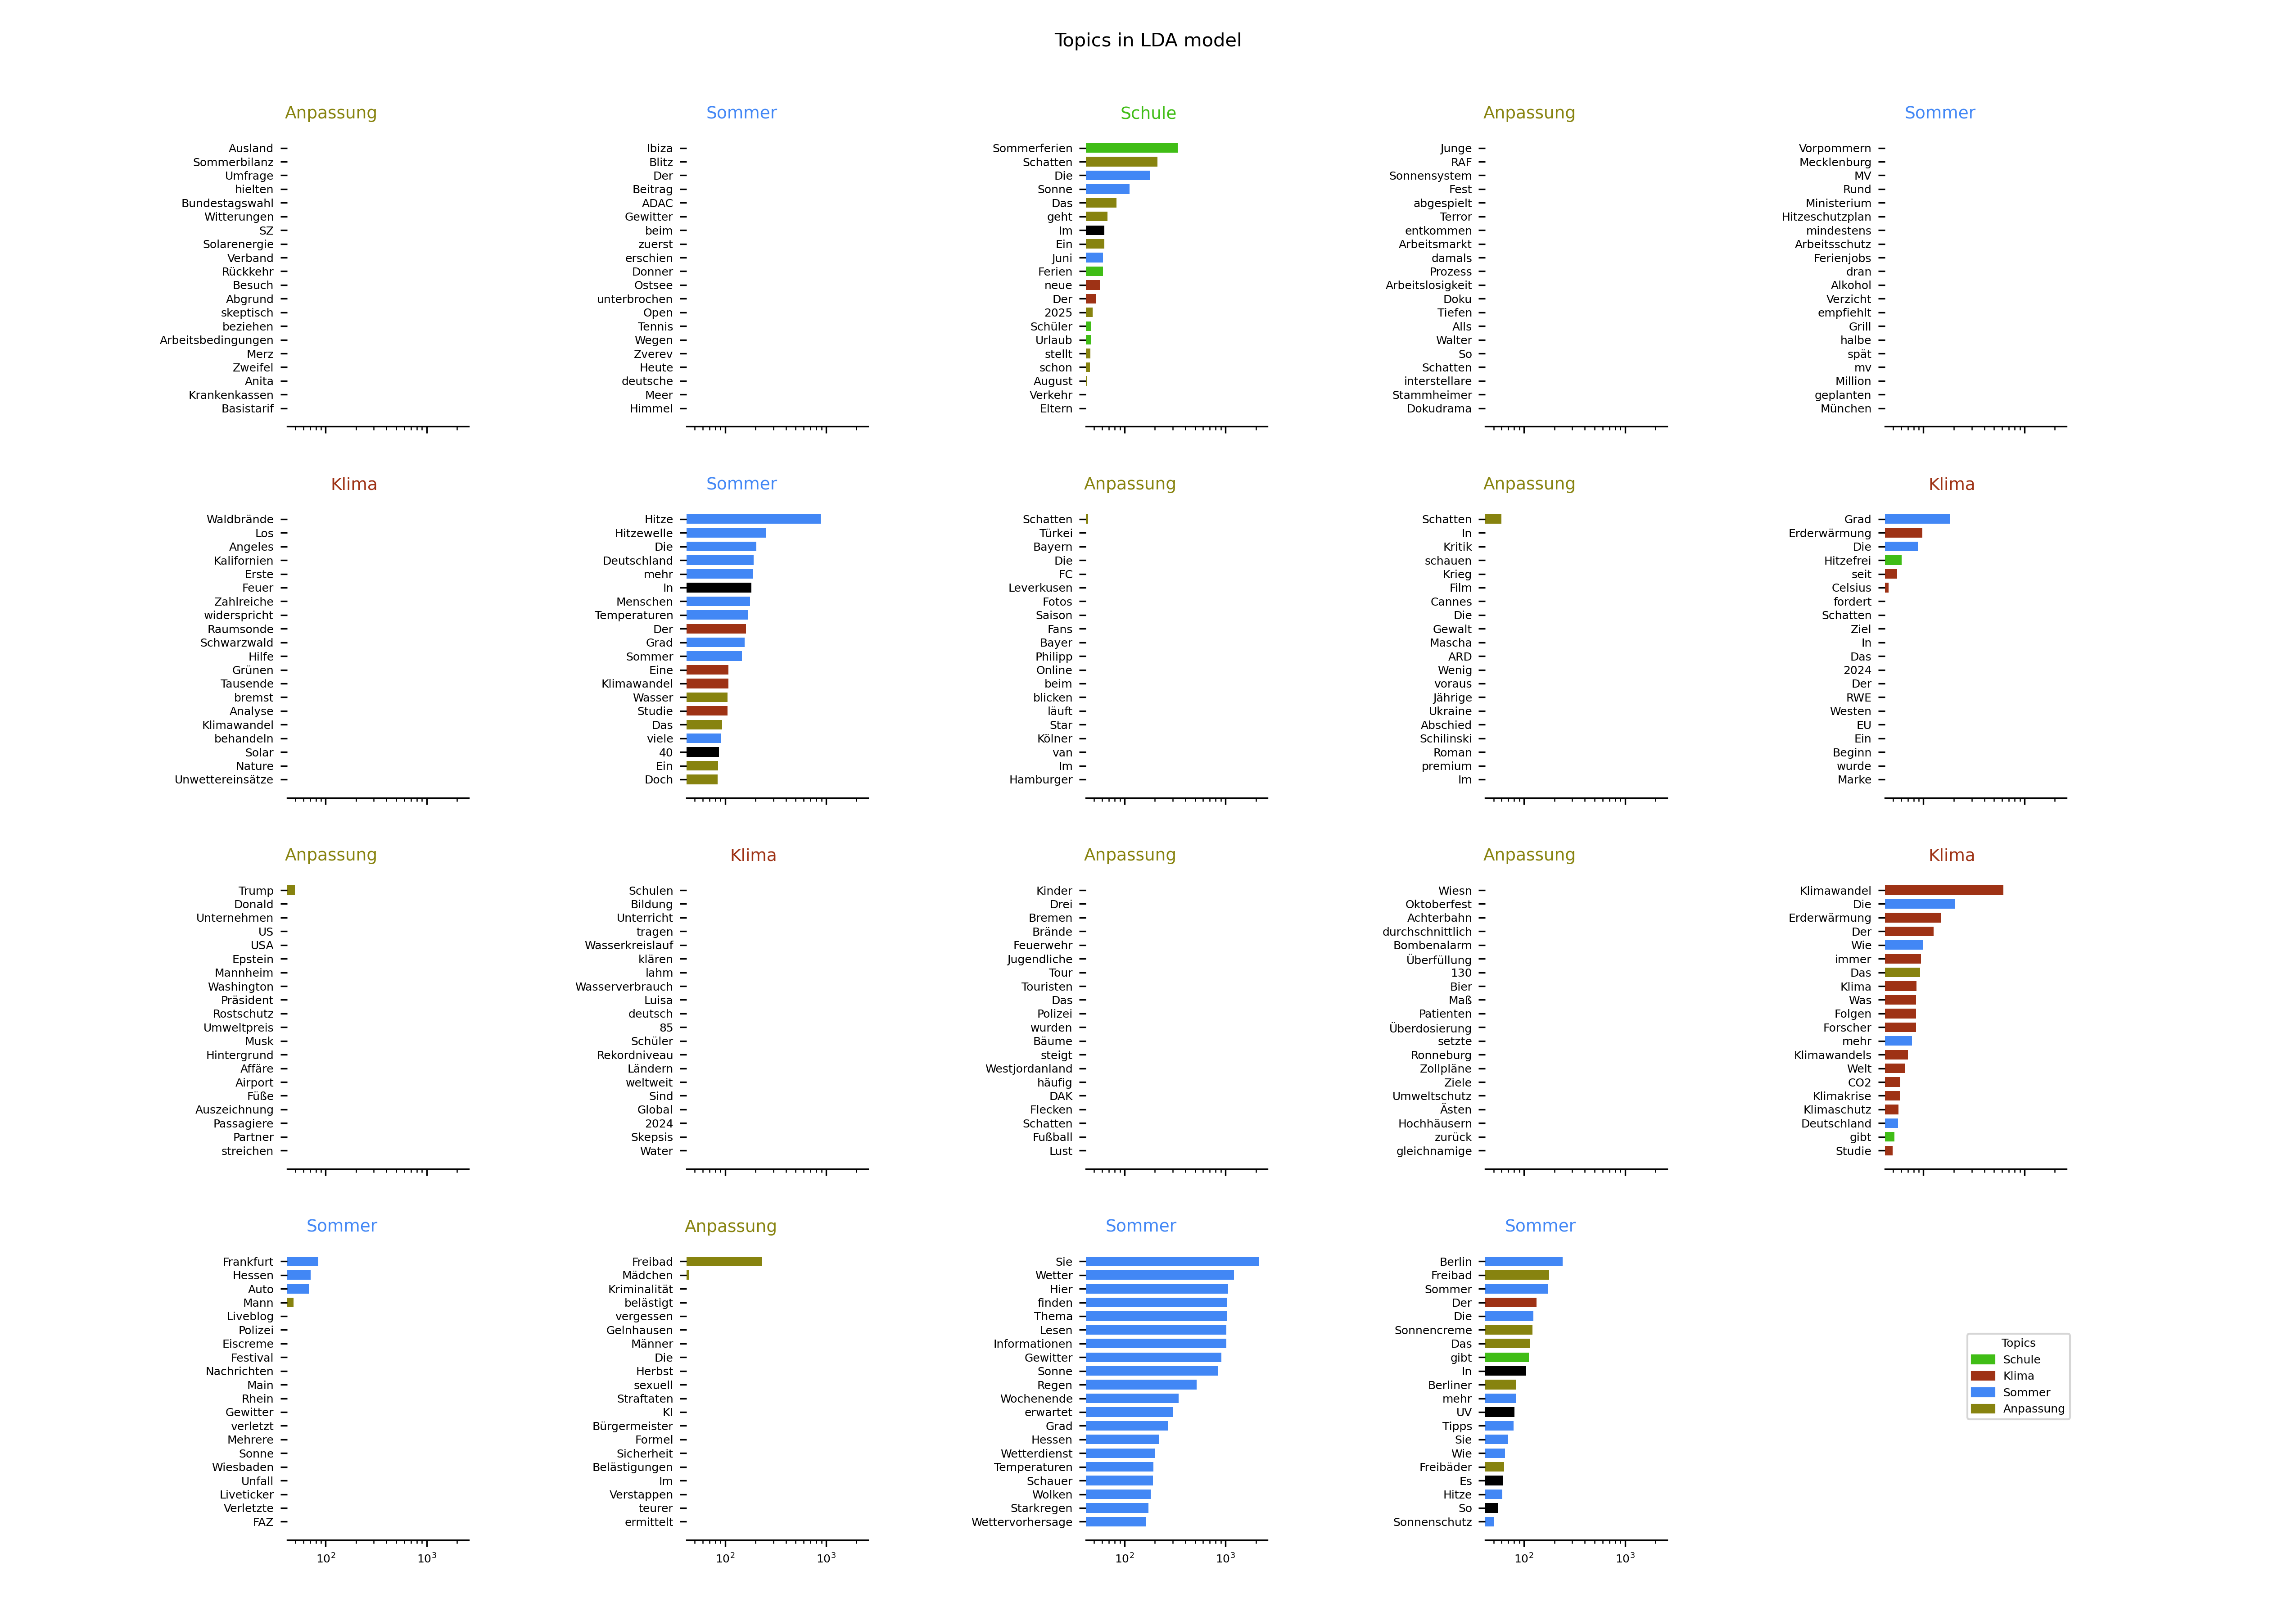 Topics in LDA model
Anpassung
Ausland
Sommerbilanz
Umfrage
hielten
Bundestagswahl
Witterungen
SZ
Solarenergie
Verband
Rückkehr
Besuch
Abgrund
skeptisch
beziehen
Arbeitsbedingungen
Merz
Zweifel
Anita
Krankenkassen
Basistarif
Sommer
Ibiza
Blitz
Der
Beitrag
ADAC
Gewitter
beim
zuerst
erschien
Donner
Ostsee
unterbrochen
Open
Tennis
Wegen
Zverev
Heute
deutsche
Meer
Himmel
Schule
Sommerferien
Schatten
Die
Sonne
Das
geht
Im
Ein
Juni
Ferien
neue
Der
2025
Schüler
Urlaub
stellt
schon
August
Verkehr
Eltern
Anpassung
Junge
RAF
Sonnensystem
Fest
abgespielt
Terror
entkommen
Arbeitsmarkt
damals
Prozess
Arbeitslosigkeit
Doku
Tiefen
Alls
Walter
So
Schatten
interstellare
Stammheimer
Dokudrama
Sommer
Vorpommern
Mecklenburg
MV
Rund
Ministerium
Hitzeschutzplan
mindestens
Arbeitsschutz
Ferienjobs
dran
Alkohol
Verzicht
empfiehlt
Grill
halbe
spät
mv
Million
geplanten
München
Klima
Waldbrände
Los
Angeles
Kalifornien
Erste
Feuer
Zahlreiche
widerspricht
Raumsonde
Schwarzwald
Hilfe
Grünen
Tausende
bremst
Analyse
Klimawandel
behandeln
Solar
Nature
Unwettereinsätze
Sommer
Hitze
Hitzewelle
Die
Deutschland
mehr
In
Menschen
Temperaturen
Der
Grad
Sommer
Eine
Klimawandel
Wasser
Studie
Das
viele
40
Ein
Doch
Anpassung
Schatten
Türkei
Bayern
Die
FC
Leverkusen
Fotos
Saison
Fans
Bayer
Philipp
Online
beim
blicken
läuft
Star
Kölner
van
Im
Hamburger
Anpassung
Schatten
In
Kritik
schauen
Krieg
Film
Cannes
Die
Gewalt
Mascha
ARD
Wenig
voraus
Jährige
Ukraine
Abschied
Schilinski
Roman
premium
Im
Klima
Grad
Erderwärmung
Die
Hitzefrei
seit
Celsius
fordert
Schatten
Ziel
In
Das
2024
Der
RWE
Westen
EU
Ein
Beginn
wurde
Marke
Anpassung
Trump
Donald
Unternehmen
US
USA
Epstein
Mannheim
Washington
Präsident
Rostschutz
Umweltpreis
Musk
Hintergrund
Affäre
Airport
Füße
Auszeichnung
Passagiere
Partner
streichen
Klima
Schulen
Bildung
Unterricht
tragen
Wasserkreislauf
klären
lahm
Wasserverbrauch
Luisa
deutsch
85
Schüler
Rekordniveau
Ländern
weltweit
Sind
Global
2024
Skepsis
Water
Anpassung
Kinder
Drei
Bremen
Brände
Feuerwehr
Jugendliche
Tour
Touristen
Das
Polizei
wurden
Bäume
steigt
Westjordanland
häufig
DAK
Flecken
Schatten
Fußball
Lust
Anpassung
Wiesn
Oktoberfest
Achterbahn
durchschnittlich
Bombenalarm
Überfüllung
130
Bier
Maß
Patienten
Überdosierung
setzte
Ronneburg
Zollpläne
Ziele
Umweltschutz
Ästen
Hochhäusern
zurück
gleichnamige
Klima
Klimawandel
Die
Erderwärmung
Der
Wie
immer
Das
Klima
Was
Folgen
Forscher
mehr
Klimawandels
Welt
CO2
Klimakrise
Klimaschutz
Deutschland
gibt
Studie
Sommer
Frankfurt
Hessen
Auto
Mann
Liveblog
Polizei
Eiscreme
Festival
Nachrichten
Main
Rhein
Gewitter
verletzt
Mehrere
Sonne
Wiesbaden
Unfall
Liveticker
Verletzte
FAZ
10²
10³
Anpassung
Freibad
Mädchen
Kriminalität
belästigt
vergessen
Gelnhausen
Männer
Die
Herbst
sexuell
Straftaten
KI
Bürgermeister
Formel
Sicherheit
Belästigungen
Im
Verstappen
teurer
ermittelt
10²
10³
Sommer
Sie
Wetter
Hier
finden
Thema
Lesen
Informationen
Gewitter
Sonne
Regen
Wochenende
erwartet
Grad
Hessen
Wetterdienst
Temperaturen
Schauer
Wolken
Starkregen
Wettervorhersage
10²
10³
Sommer
Berlin
Freibad
Sommer
Der
Die
Sonnencreme
Das
gibt
In
Berliner
mehr
UV
Tipps
Sie
Wie
Freibäder
Es
Hitze
So
Sonnenschutz
10²
10³
Topics
Schule
Klima
Sommer
Anpassung